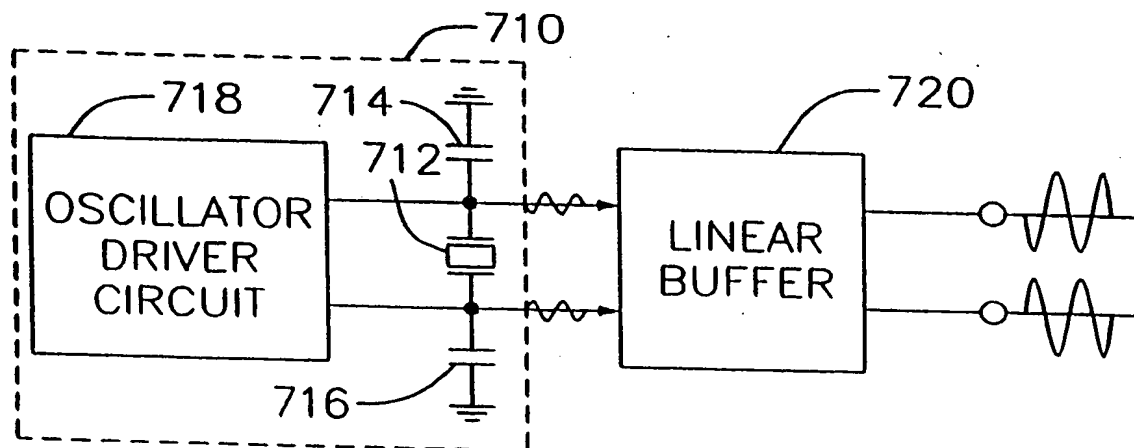 710
718
714
720
712
OSCILLATOR
DRIVER
CIRCUIT
LINEAR
BUFFER
716